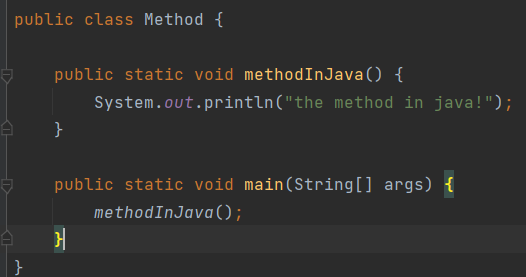 public class Method {
public static void methodInJava() {
System.out.println("the method in java!");
}
public static void main(String[] args) {
methodInJava();
}
}